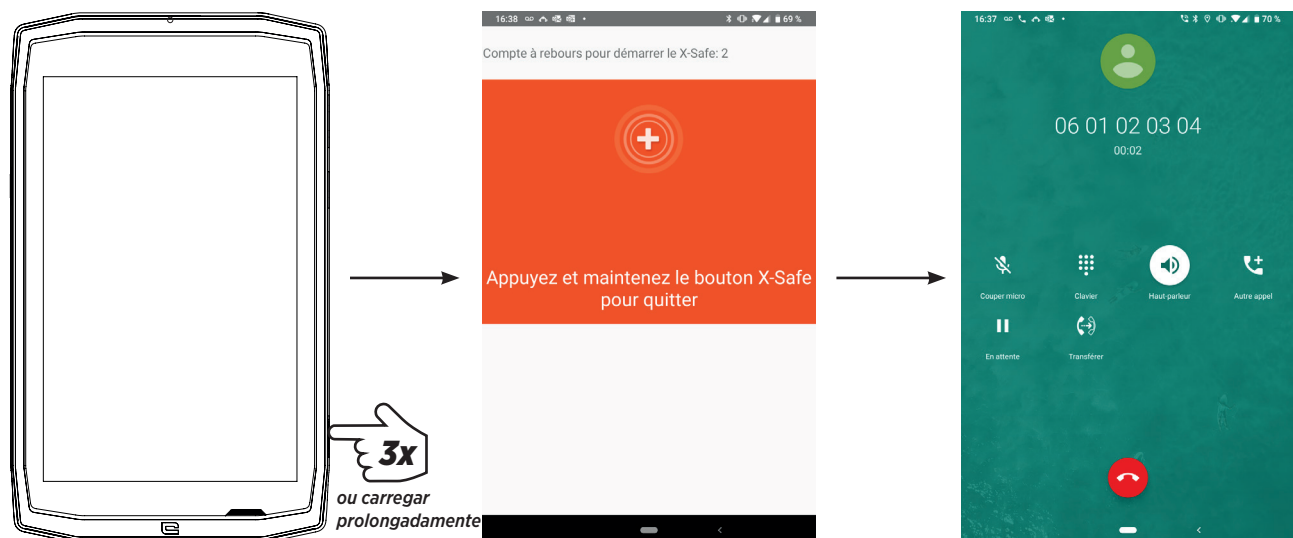 3x
ou carregar
prolongadamente
16:38
69 %
Compte à rebours pour démarrer le X-Safe: 2
Appuyez et maintenez le bouton X-Safe
pour quitter
16:37
70 %
06 01 02 03 04
00:02
Couper micro
Clavier
Haut-parleur
Autre appel
En attente
Transférer